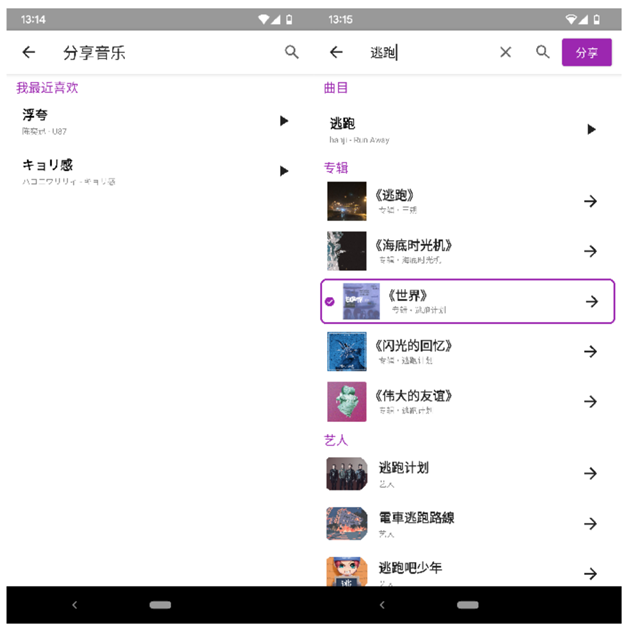 13:14
分享音乐
我最近喜欢
浮夸
陈奕迅 · U87
キョリ感
ハコニワリリィ · キョリ感
13:15
逃跑
分享
曲目
逃跑
hanji · Run Away
专辑
《逃跑》
专辑 ·
《海底时光机》
专辑 · 海底时光机
《世界》
专辑 · 逃跑计划
《闪光的回忆》
专辑 · 逃跑计划
《伟大的友谊》
专辑 · 逃跑计划
艺人
逃跑计划
艺人
電車逃跑路線
艺人
逃跑吧少年
艺人